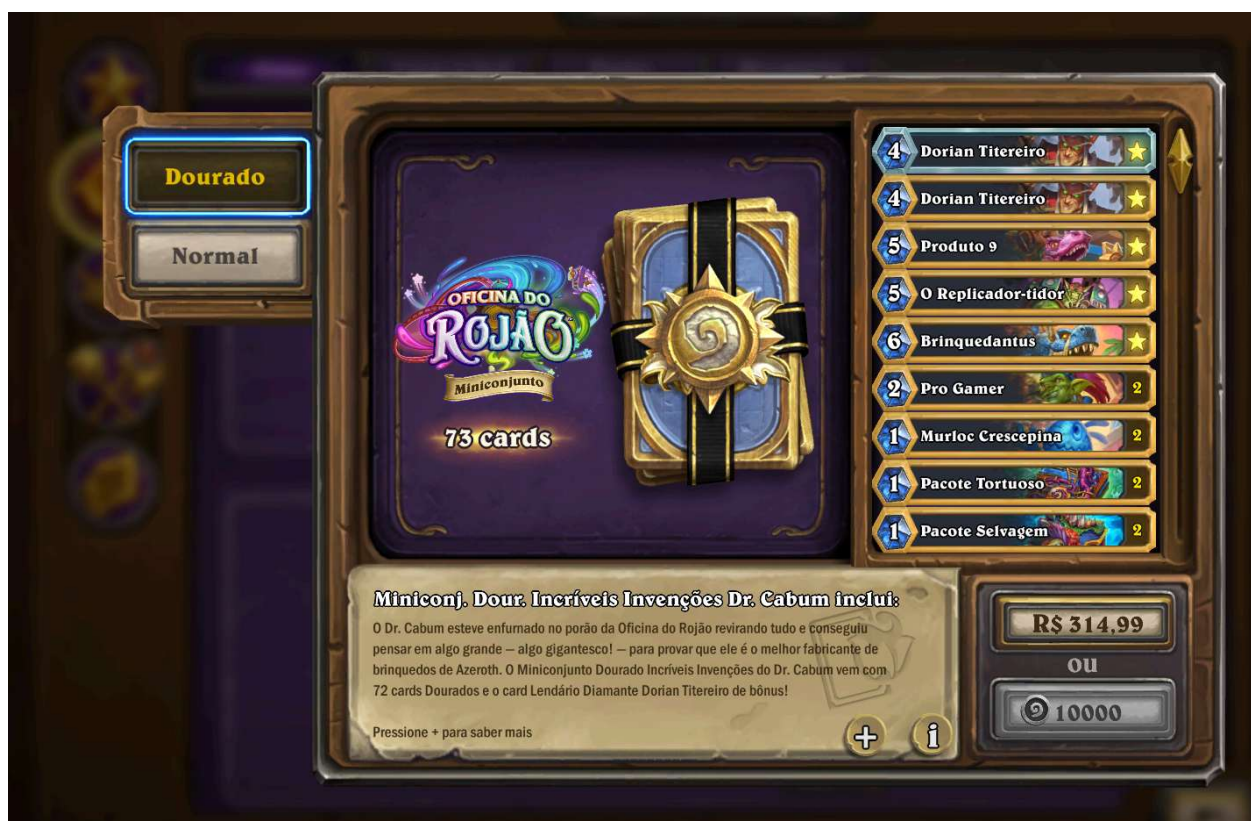 Dourado
Normal
OFICINA DO
ROJÃO
Miniconjunto
73 cards
4 Dorian Titereiro
4 Dorian Titereiro
5 Produto 9
5 O Replicador-tidor
6 Brinquedantus
2 Pro Gamer 2
1 Murloc Crescepina 2
1 Pacote Tortuoso 2
1 Pacote Selvagem 2
Miniconj. Dour. Incríveis Invenções Dr. Cabum inclui:
O Dr. Cabum esteve enfurnado no porão da Oficina do Rojão revirando tudo e conseguiu
pensar em algo grande — algo gigantesco! — para provar que ele é o melhor fabricante de
brinquedos de Azeroth. O Miniconjunto Dourado Incríveis Invenções do Dr. Cabum vem com
72 cards Dourados e o card Lendário Diamante Dorian Titereiro de bônus!
Pressione + para saber mais
+ i
R$ 314,99
ou
10000